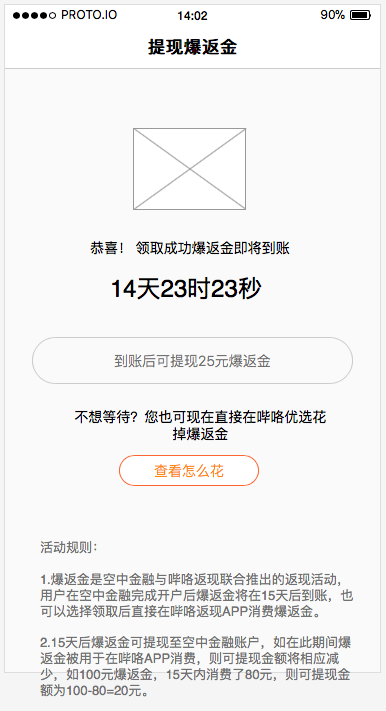 PROTO.IO 14:02 90%
提现爆返金
恭喜！ 领取成功爆返金即将到账
14天23时23秒
到账后可提现25元爆返金
不想等待？您也可现在直接在哔咯优选花
掉爆返金
查看怎么花
活动规则：
1.爆返金是空中金融与哔咯返现联合推出的返现活动，
用户在空中金融完成开户后爆返金将在15天后到账，也
可以选择领取后直接在哔咯返现APP消费爆返金。
2.15天后爆返金可提现至空中金融账户，如在此期间爆
返金被用于在哔咯APP消费，则可提现金额将相应减
少，如100元爆返金，15天内消费了80元，则可提现金
额为100-80=20元。